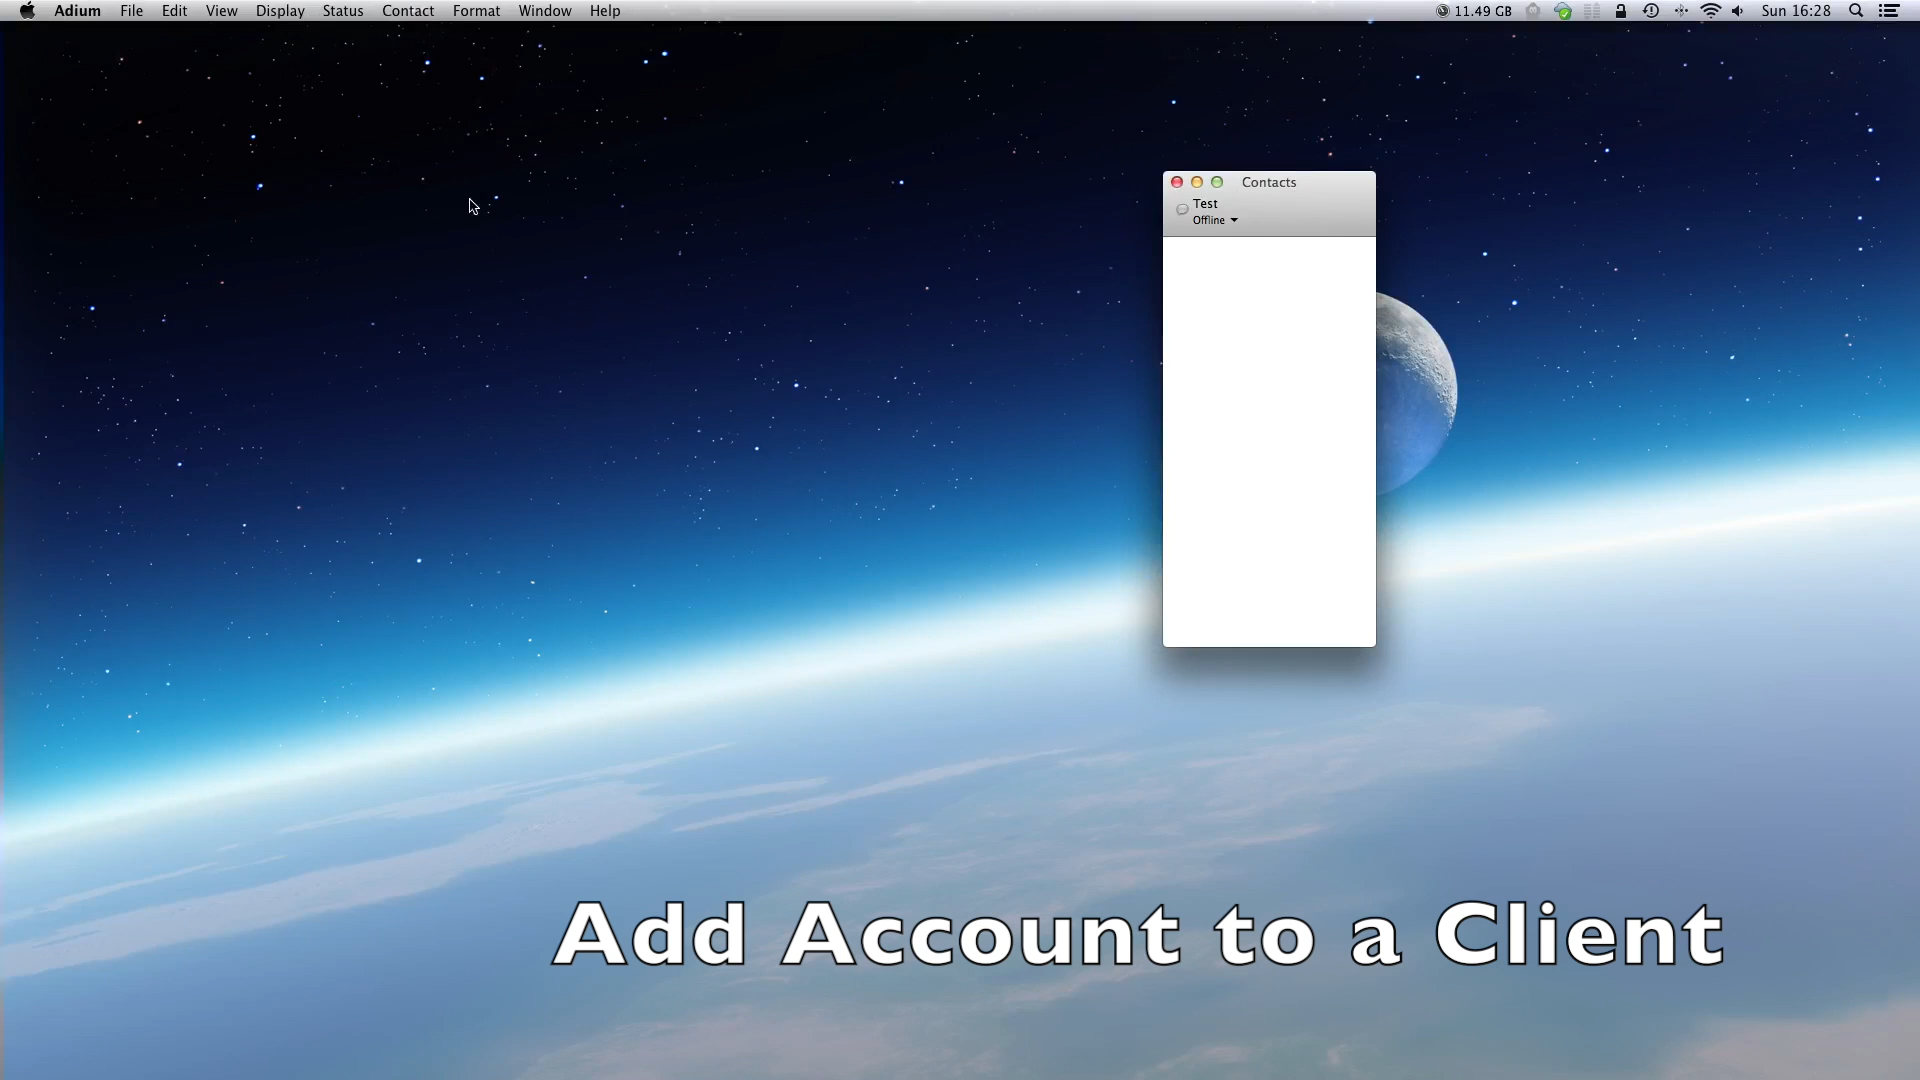 Adium File Edit View Display Status Contact Format Window Help 11.49 GB Sun 16:28
Contacts
Test
Offline
Add Account to a Client